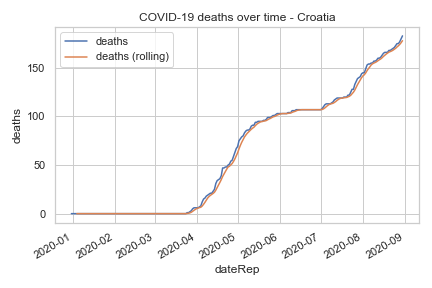 COVID-19 deaths over time - Croatia
deaths
deaths (rolling)
deaths
150
100
50
0
2020-01
2020-02
2020-03
2020-04
2020-05
2020-06
2020-07
2020-08
2020-09
dateRep